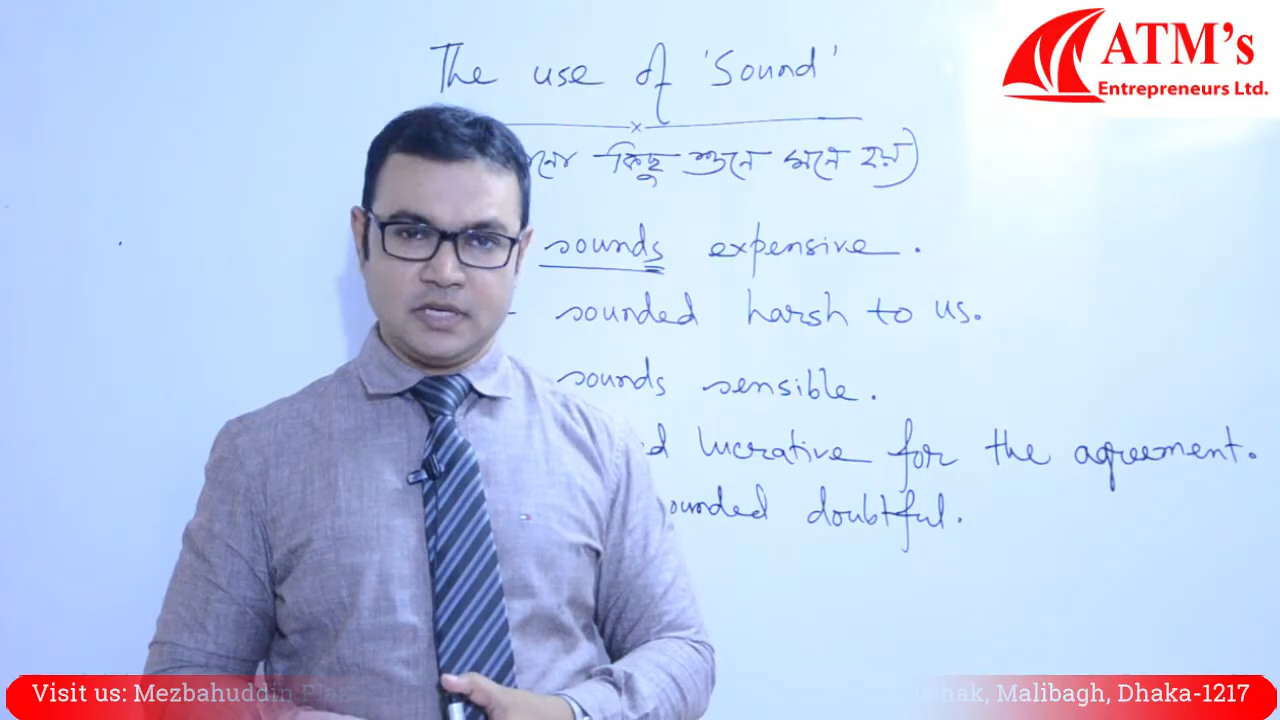 The use of 'Sound'
ATM's
Entrepreneurs Ltd.
কিছু শুনে মনে হয়)
sounds expensive.
sounded harsh to us.
sounds sensible.
lucrative for the agreement.
doubtful.
Visit us: Mezbahuddin Malibagh, Dhaka-1217